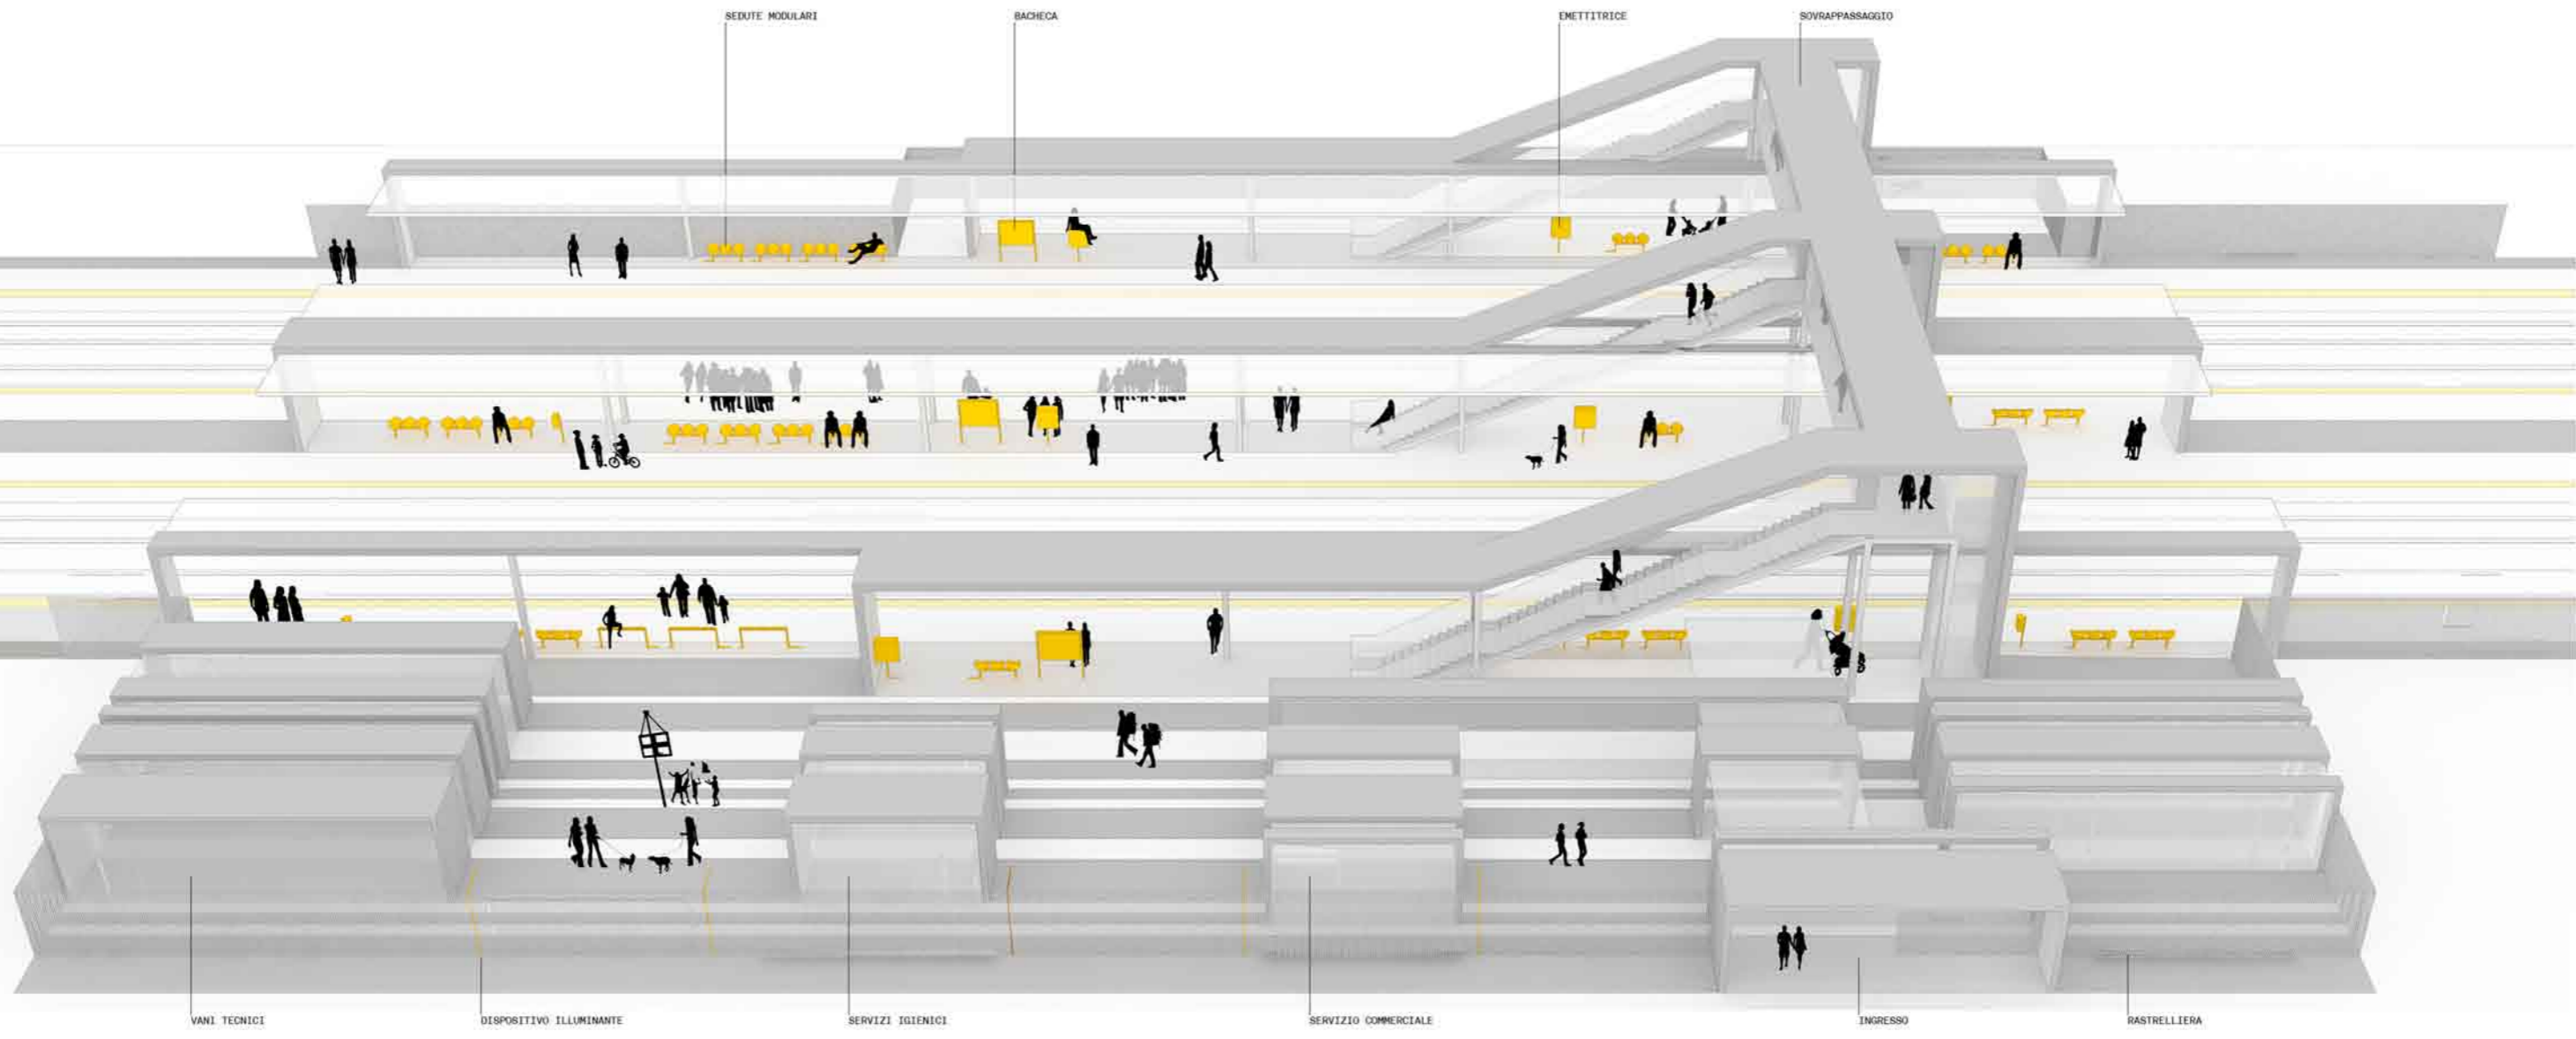 SEDUTE MODULARI
BACHECA
EMETTITRICE
SOVRAPPASSAGGIO
VANI TECNICI
DISPOSITIVO ILLUMINANTE
SERVIZI IGIENICI
SERVIZIO COMMERCIALE
INGRESSO
RASTRELLIERA